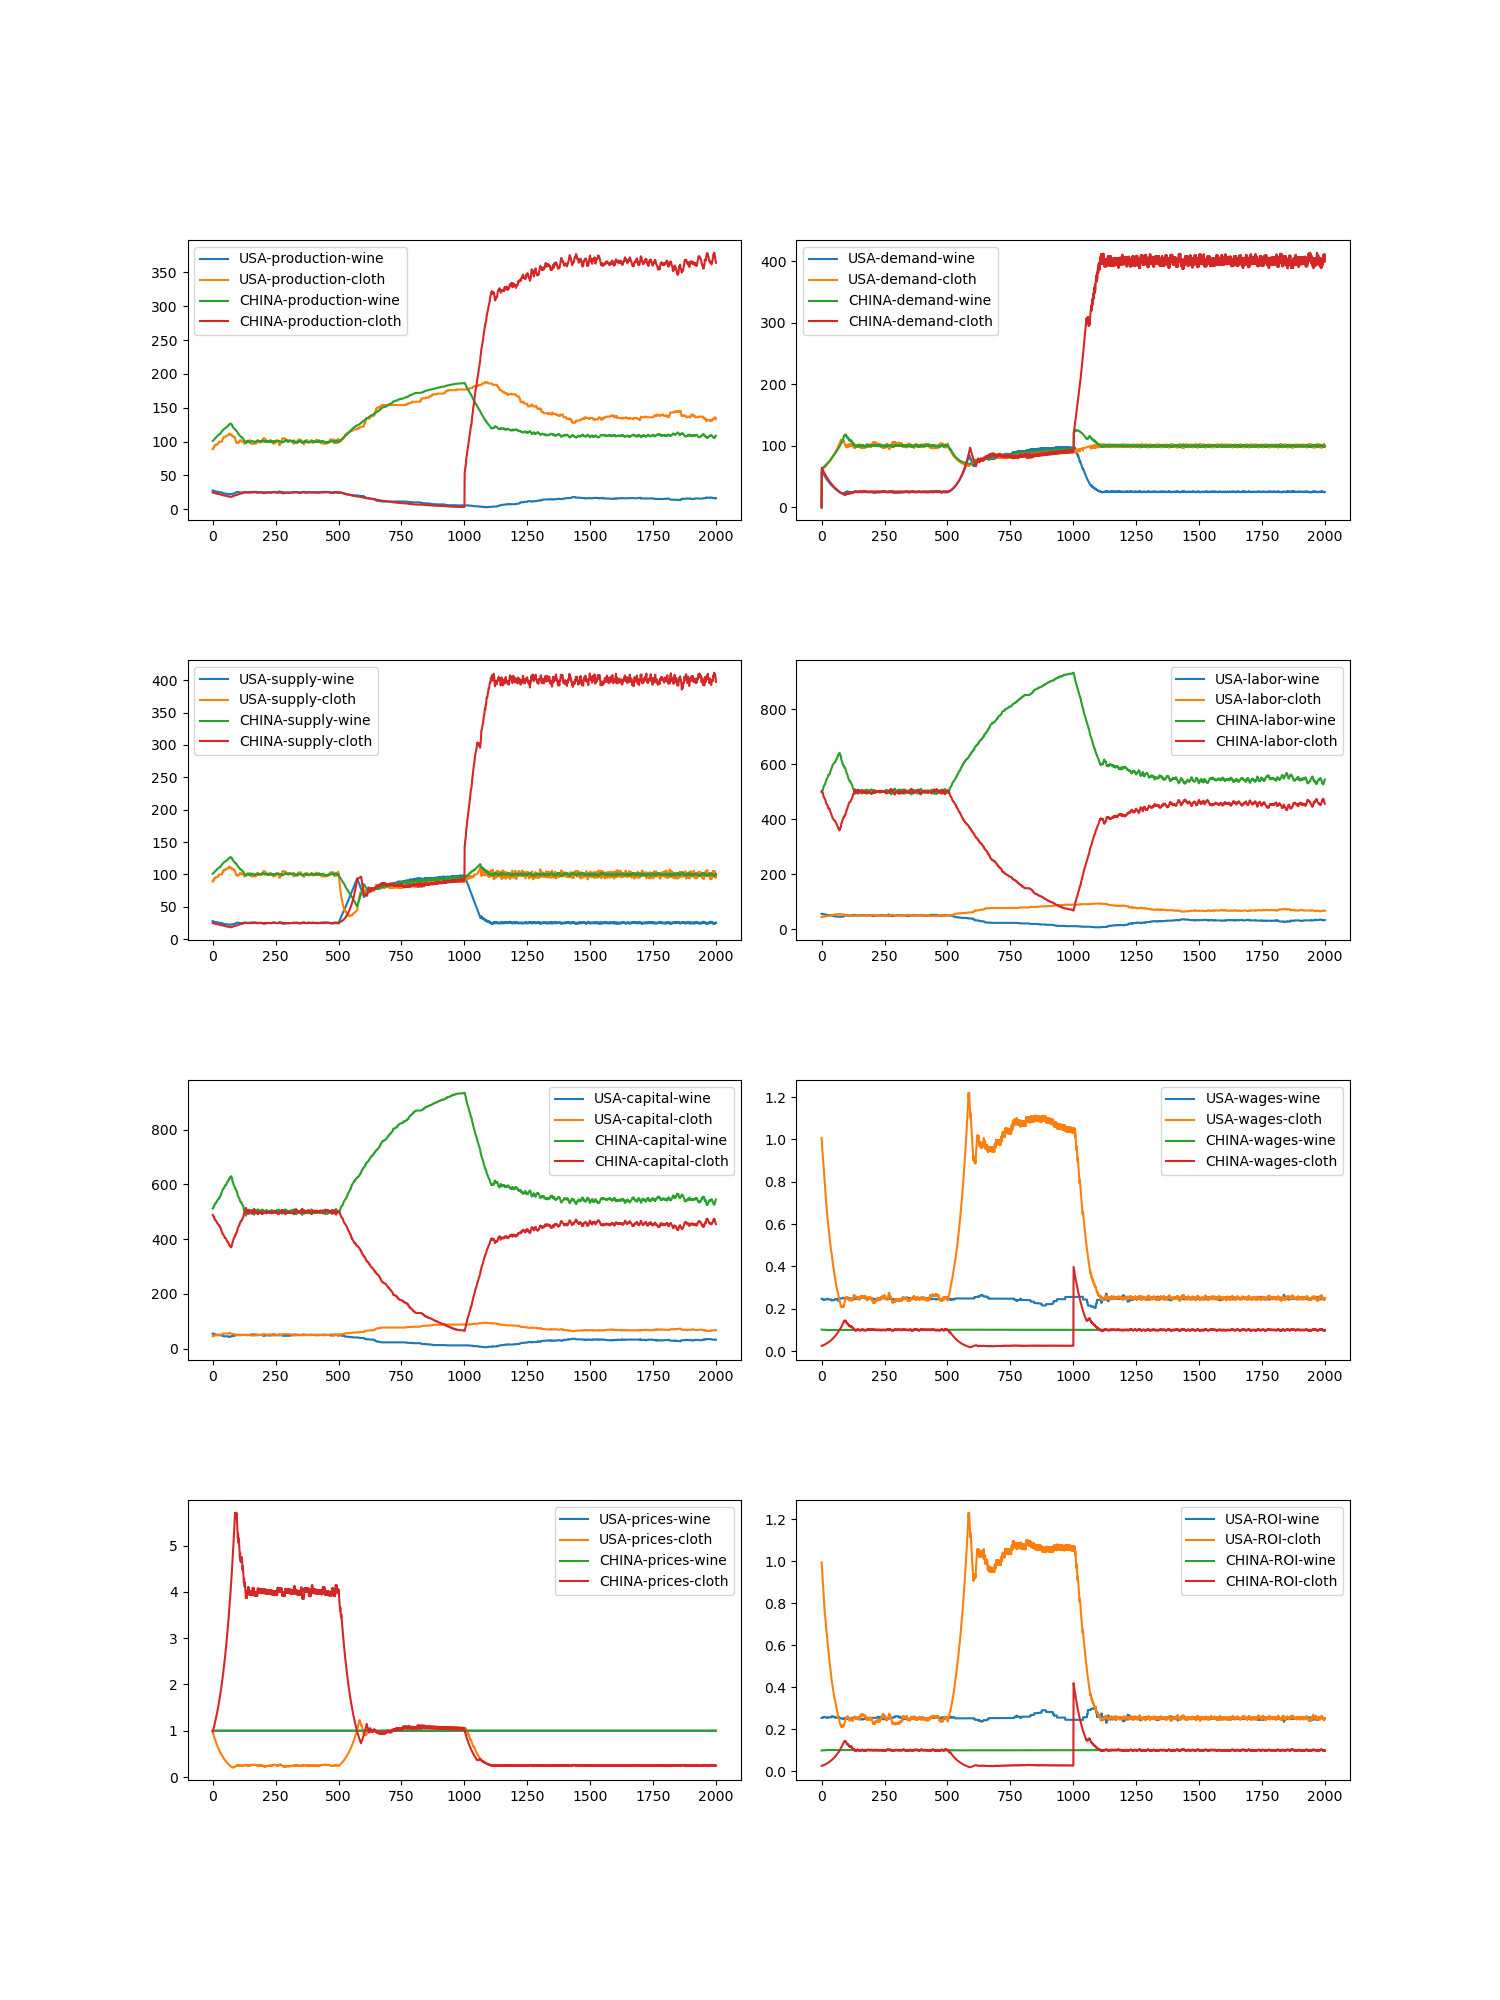 USA-production-wine
USA-production-cloth
CHINA-production-wine
CHINA-production-cloth
350
300
250
200
150
100
50
0
0 250 500 750 1000 1250 1500 1750 2000
USA-demand-wine
USA-demand-cloth
CHINA-demand-wine
CHINA-demand-cloth
400
300
200
100
0
0 250 500 750 1000 1250 1500 1750 2000
USA-supply-wine
USA-supply-cloth
CHINA-supply-wine
CHINA-supply-cloth
400
350
300
250
200
150
100
50
0
0 250 500 750 1000 1250 1500 1750 2000
USA-labor-wine
USA-labor-cloth
CHINA-labor-wine
CHINA-labor-cloth
800
600
400
200
0
0 250 500 750 1000 1250 1500 1750 2000
USA-capital-wine
USA-capital-cloth
CHINA-capital-wine
CHINA-capital-cloth
800
600
400
200
0
0 250 500 750 1000 1250 1500 1750 2000
USA-wages-wine
USA-wages-cloth
CHINA-wages-wine
CHINA-wages-cloth
1.2
1.0
0.8
0.6
0.4
0.2
0.0
0 250 500 750 1000 1250 1500 1750 2000
USA-prices-wine
USA-prices-cloth
CHINA-prices-wine
CHINA-prices-cloth
5
4
3
2
1
0
0 250 500 750 1000 1250 1500 1750 2000
USA-ROI-wine
USA-ROI-cloth
CHINA-ROI-wine
CHINA-ROI-cloth
1.2
1.0
0.8
0.6
0.4
0.2
0.0
0 250 500 750 1000 1250 1500 1750 2000